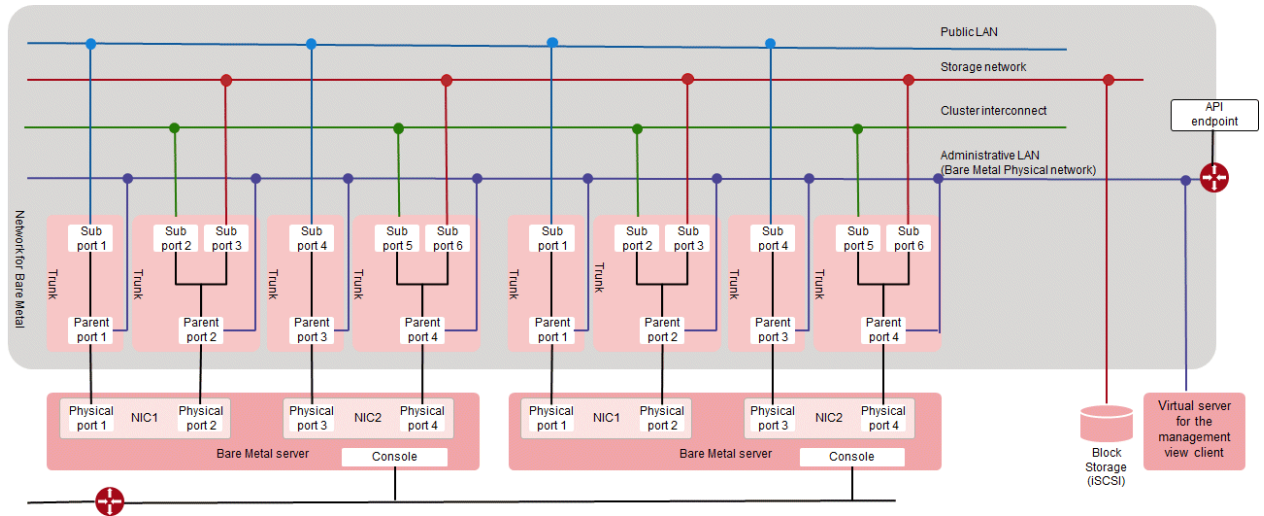 Public LAN
Storage network
API
endpoint
Cluster interconnect
Administrative LAN
(Bare Metal Physical network)
Network for Bare Metal
Sub
port 1
Sub
port 2
Sub
port 3
Sub
port 4
Sub
port 5
Sub
port 6
Sub
port 1
Sub
port 2
Sub
port 3
Sub
port 4
Sub
port 5
Sub
port 6
Trunk
Trunk
Trunk
Trunk
Trunk
Trunk
Trunk
Trunk
Parent
port 1
Parent
port 2
Parent
port 3
Parent
port 4
Parent
port 1
Parent
port 2
Parent
port 3
Parent
port 4
Physical
port 1
NIC1
Physical
port 2
Physical
port 3
NIC2
Physical
port 4
Physical
port 1
NIC1
Physical
port 2
Physical
port 3
NIC2
Physical
port 4
Bare Metal server
Console
Bare Metal server
Console
Block
Storage
(iSCSI)
Virtual server
for the
management
view client